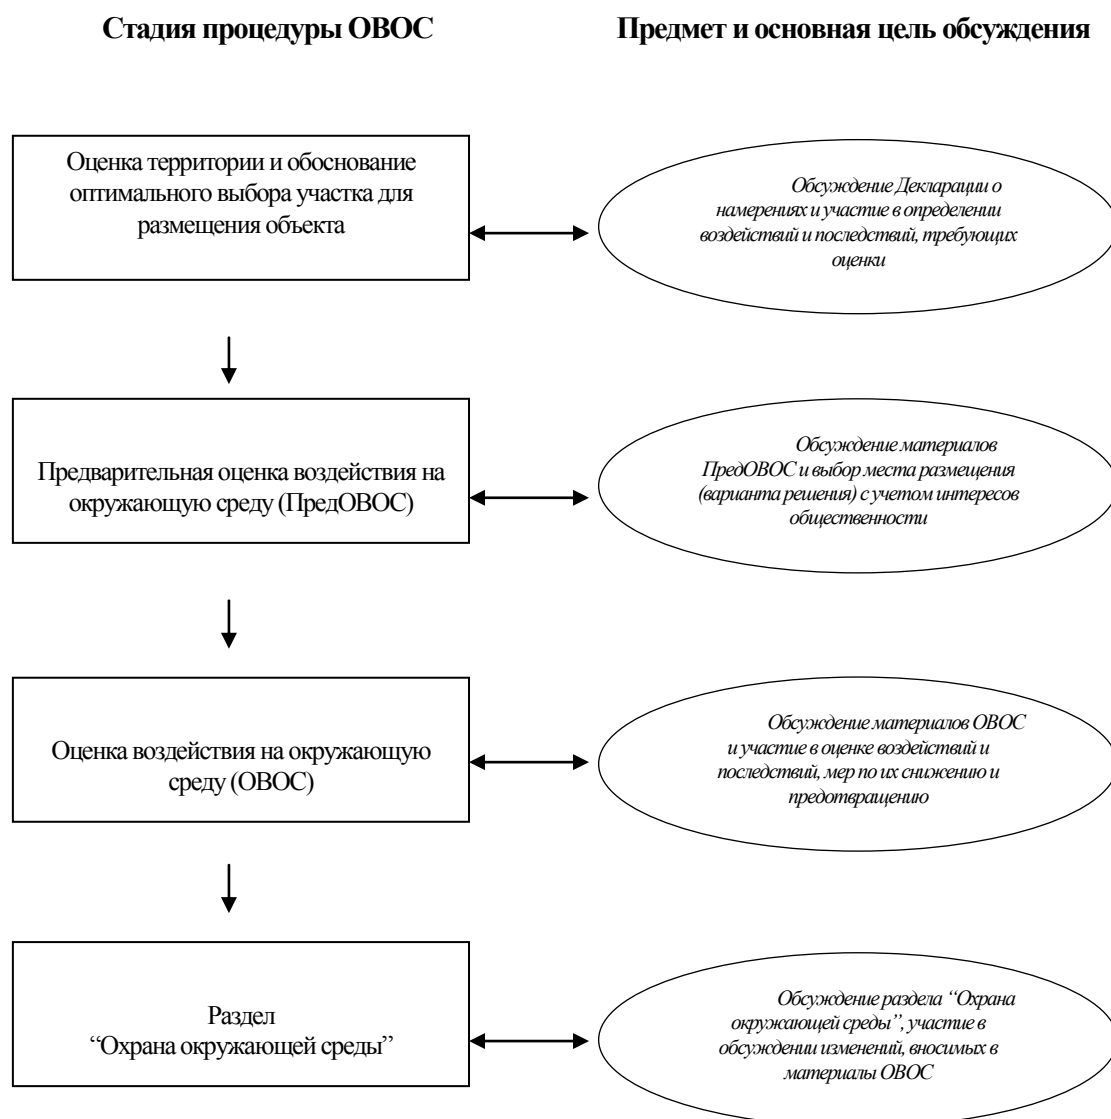 Стадия процедуры ОВОС
Предмет и основная цель обсуждения
Оценка территории и обоснование
оптимального выбора участка для
размещения объекта
Обсуждение Декларации о
намерениях и участие в определении
воздействий и последствий, требующих
оценки
Предварительная оценка воздействия на
окружающую среду (ПредОВОС)
Обсуждение материалов
ПредОВОС и выбор места размещения
(варианта решения) с учетом интересов
общественности
Оценка воздействия на окружающую
среду (ОВОС)
Обсуждение материалов ОВОС
и участие в оценке воздействий и
последствий, мер по их снижению и
предотвращению
Раздел
“Охрана окружающей среды”
Обсуждение раздела “Охрана
окружающей среды”, участие в
обсуждении изменений, вносимых в
материалы ОВОС